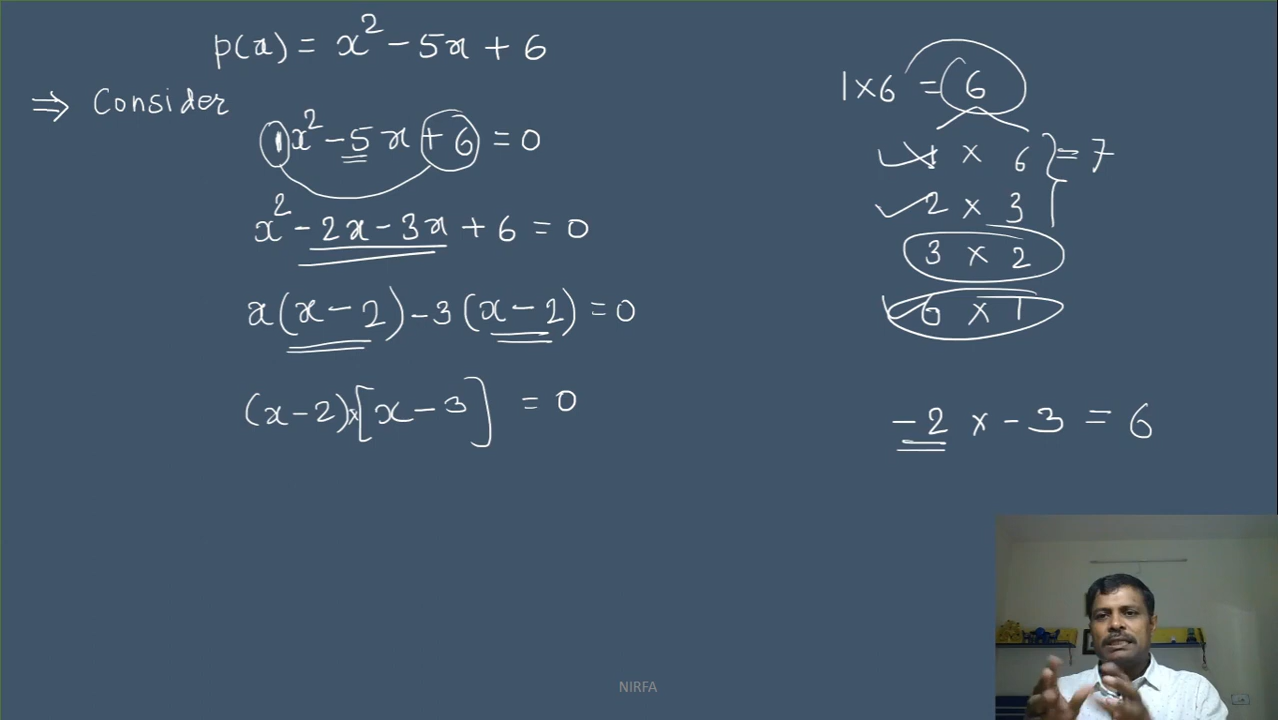 p(x) = x² - 5x + 6
⇒ Consider
1x² - 5x + 6 = 0
x² - 2x - 3x + 6 = 0
x(x - 2) - 3(x - 2) = 0
(x - 2)×[x - 3] = 0
1×6 = 6
1 × 6 } = 7
2 × 3
3 × 2
6 × 1
-2 × -3 = 6
NIRFA